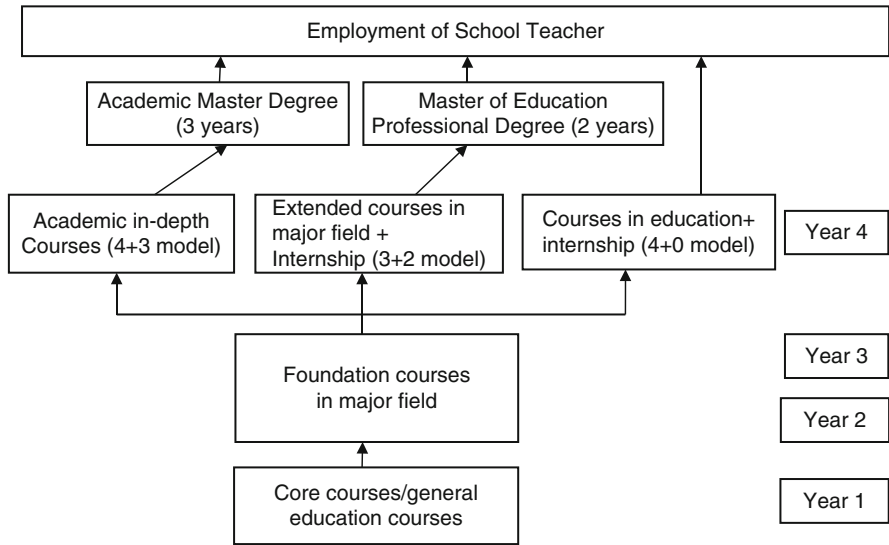 Employment of School Teacher
Academic Master Degree
(3 years)
Master of Education
Professional Degree (2 years)
Academic in-depth
Courses (4+3 model)
Extended courses in
major field +
Internship (3+2 model)
Courses in education+
internship (4+0 model)
Year 4
Foundation courses
in major field
Year 3
Year 2
Core courses/general
education courses
Year 1